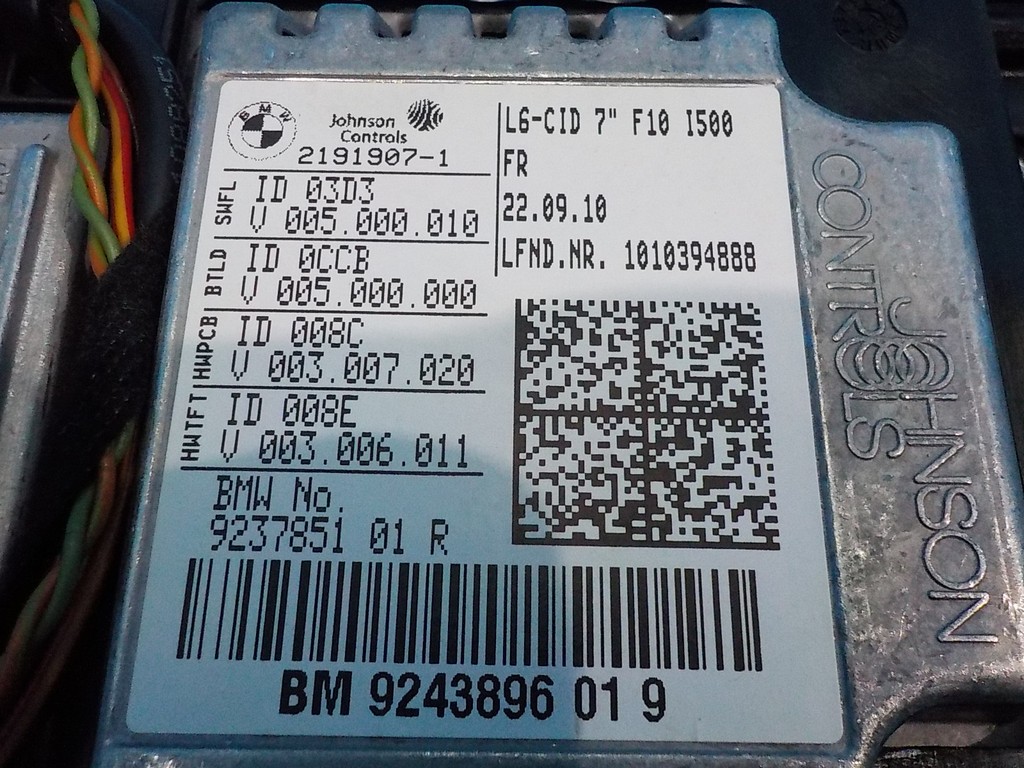 BMW
Johnson
Controls
2191907-1
SWFL
ID 03D3
V 005.000.010
BTLD
ID 0CCB
V 005.000.000
HWPCB
ID 008C
V 003.007.020
HWTFT
ID 008E
V 003.006.011
BMW No.
9237851 01 R
L6-CID 7" F10 I500
FR
22.09.10
LFND.NR. 1010394888
BM 9243896 01 9
JOHNSON
CONTROLS